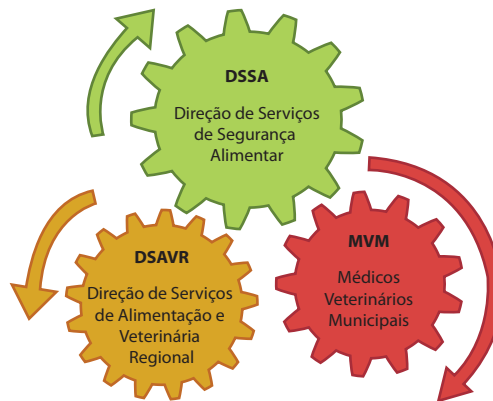 DSSA
Direção de Serviços
de Segurança
Alimentar
DSAVR
Direção de Serviços
de Alimentação e
Veterinária
Regional
MVM
Médicos
Veterinários
Municipais